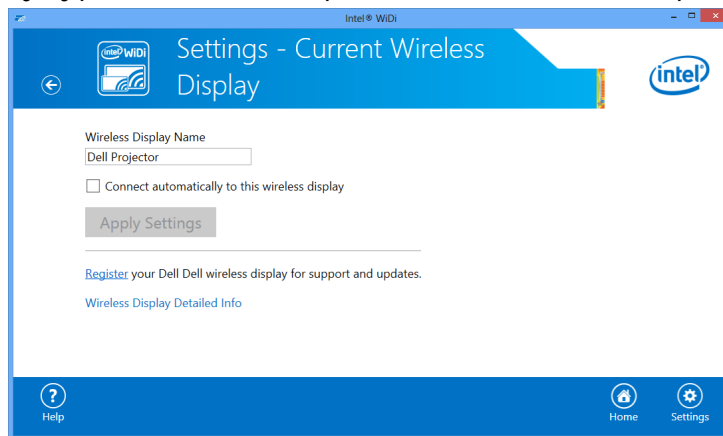 Intel® WiDi
intel WiDi
Settings - Current Wireless
Display
intel®
Wireless Display Name
Dell Projector
Connect automatically to this wireless display
Apply Settings
Register your Dell Dell wireless display for support and updates.
Wireless Display Detailed Info
?
Help
Home
Settings